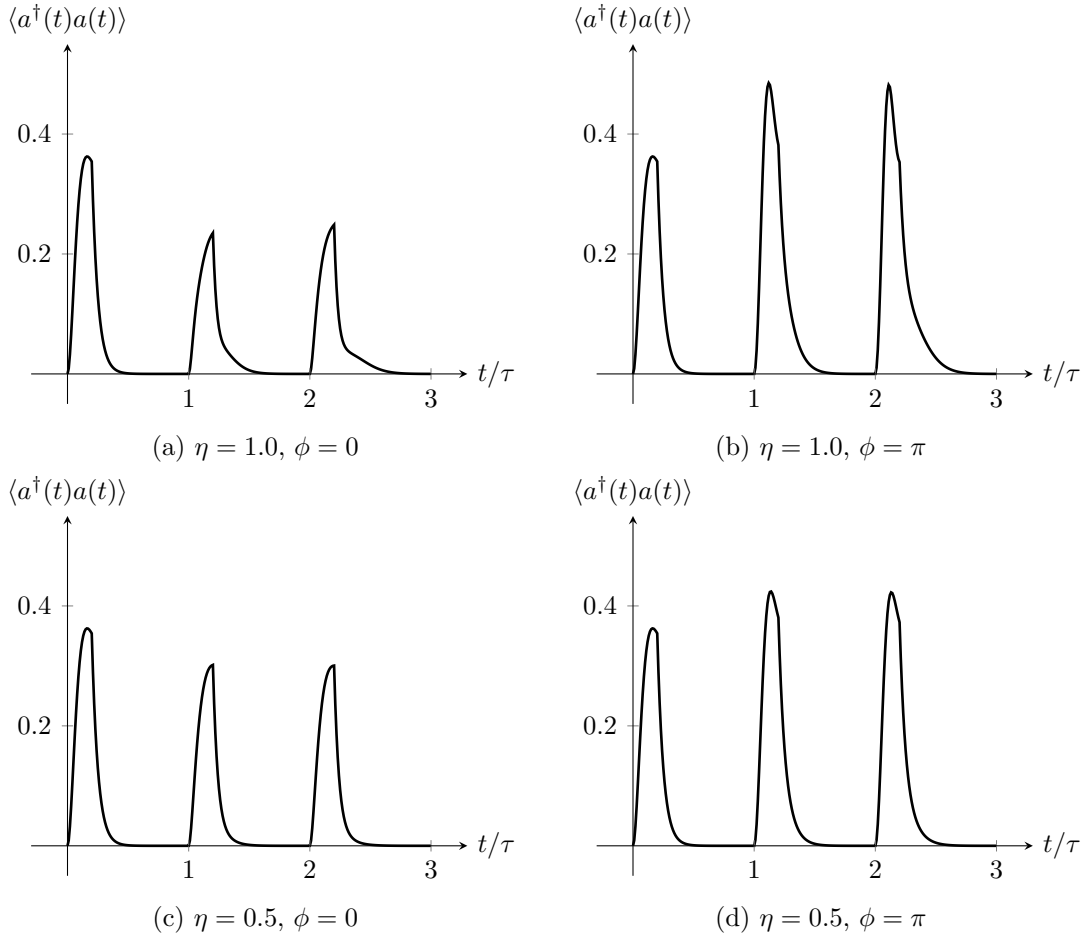 ⟨a†(t)a(t)⟩
0.4
0.2
1 2 3
t/τ
(a) η = 1.0, ϕ = 0
⟨a†(t)a(t)⟩
0.4
0.2
1 2 3
t/τ
(b) η = 1.0, ϕ = π
⟨a†(t)a(t)⟩
0.4
0.2
1 2 3
t/τ
(c) η = 0.5, ϕ = 0
⟨a†(t)a(t)⟩
0.4
0.2
1 2 3
t/τ
(d) η = 0.5, ϕ = π